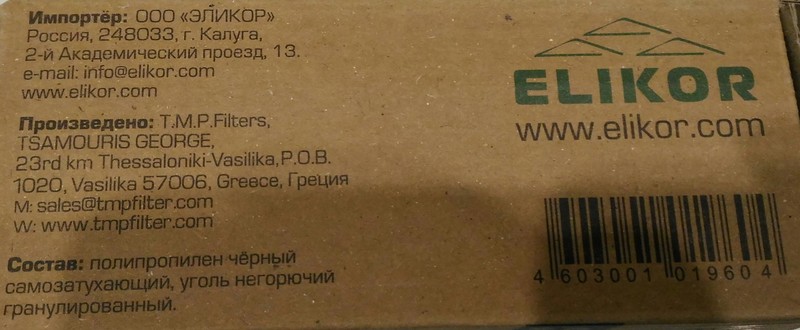 Импортёр: ООО «ЭЛИКОР»
Россия, 248033, г. Калуга,
2-й Академический проезд, 13.
e-mail: info@elikor.com
www.elikor.com
Произведено: T.M.P.Filters,
TSAMOURIS GEORGE,
23rd km Thessaloniki-Vasilika,P.O.B.
1020, Vasilika 57006, Greece, Греция
M: sales@tmpfilter.com
W: www.tmpfilter.com
Состав: полипропилен чёрный
самозатухающий, уголь негорючий
гранулированный.
ELIKOR
www.elikor.com
4 603001 019604